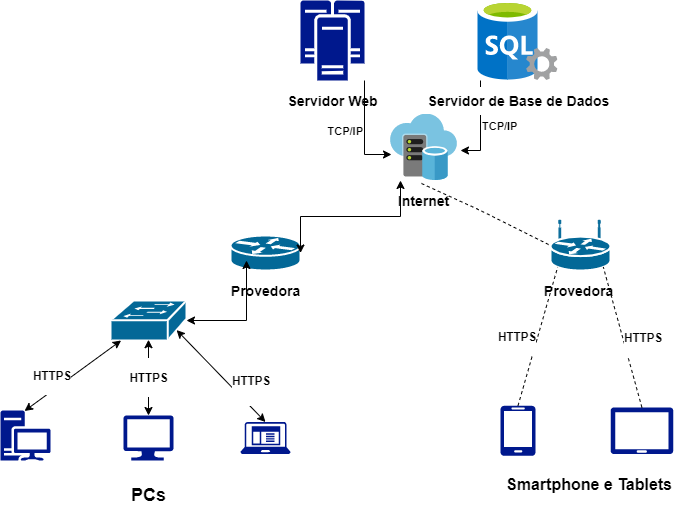 SQL
Servidor Web
Servidor de Base de Dados
TCP/IP
TCP/IP
Internet
Provedora
Provedora
HTTPS
HTTPS
HTTPS
HTTPS
HTTPS
PCs
Smartphone e Tablets